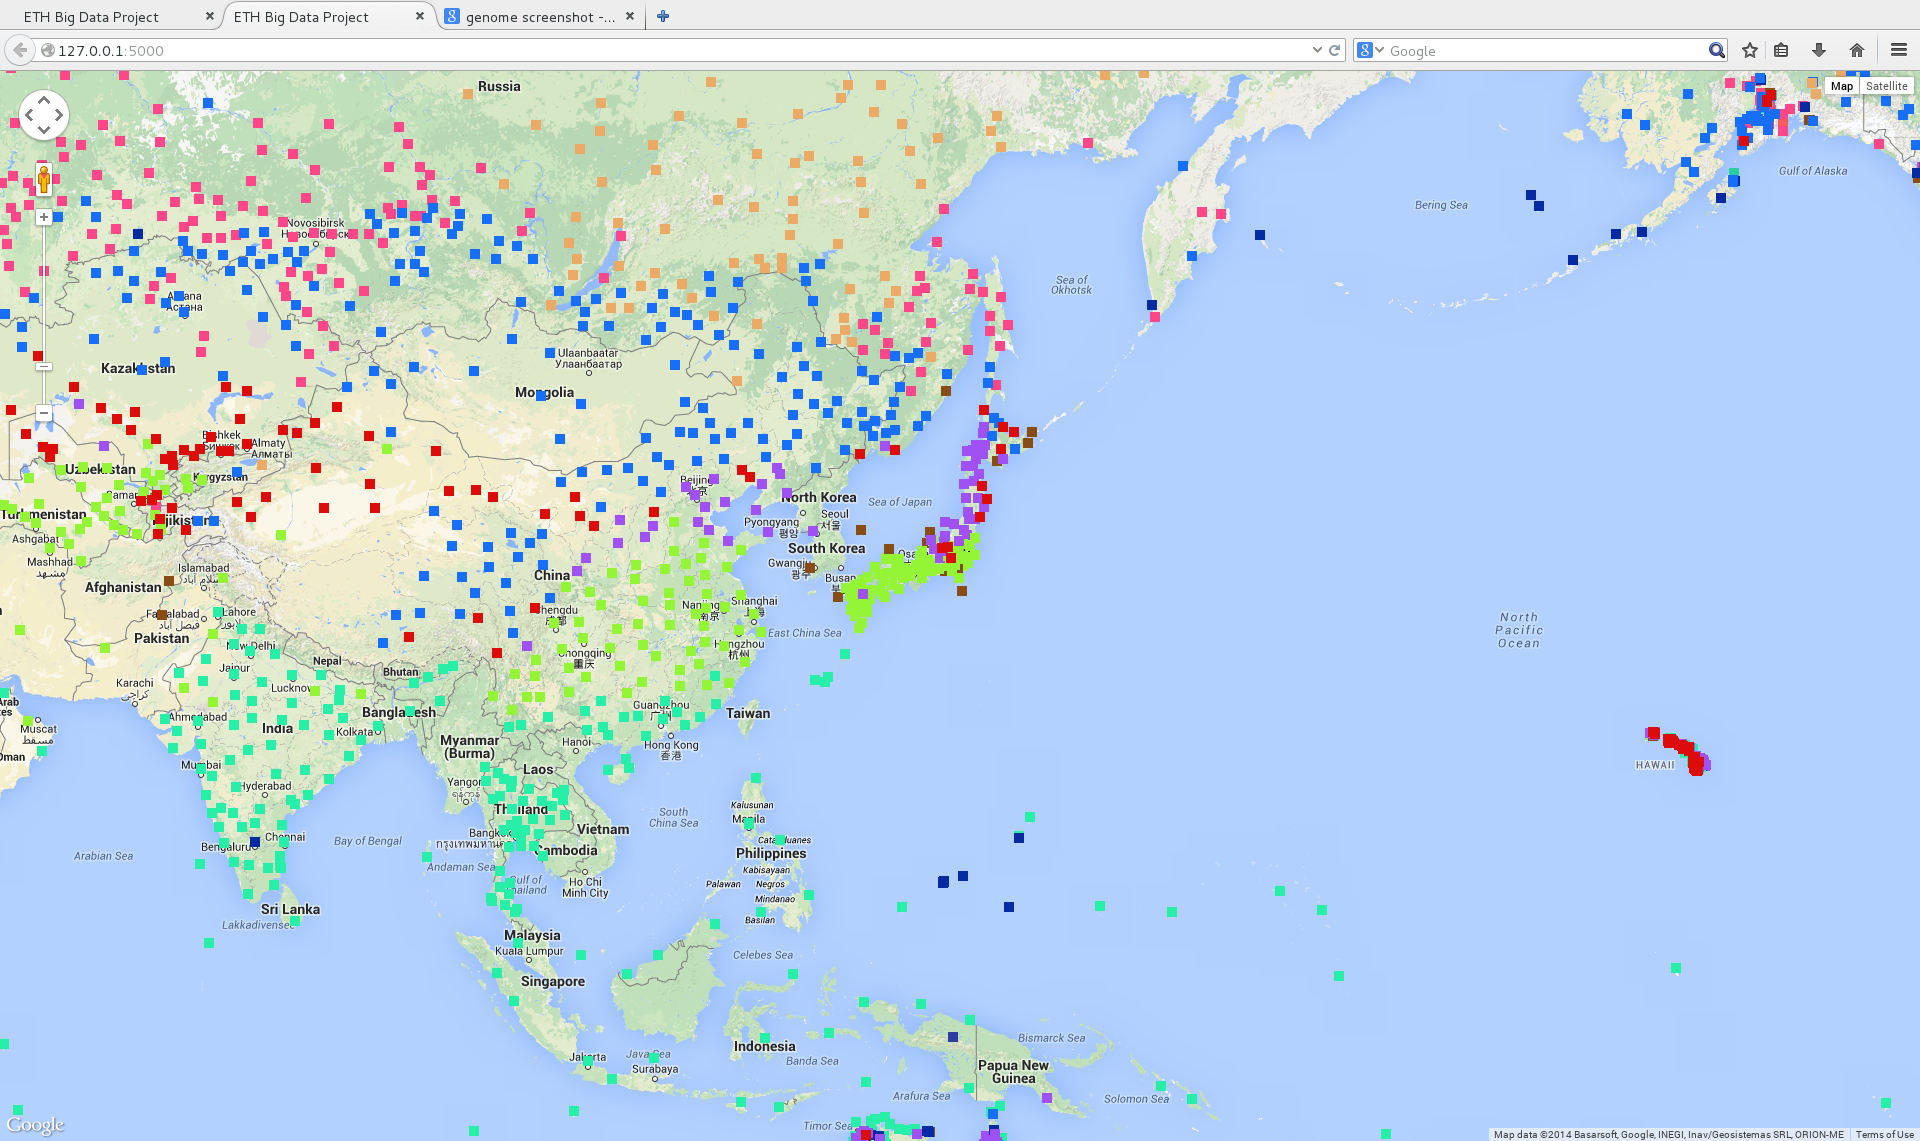 ETH Big Data Project
ETH Big Data Project
genome screenshot -...
127.0.0.1:5000
Google
Map
Satellite
Russia
Gulf of Alaska
Bering Sea
Novosibirsk
Sea of
Okhotsk
Астана
Ulaanbaatar
Улаанбаатар
Kazakhstan
Mongolia
Bishkek
Almaty
АЛМАТЫ
Uzbekistan
Kyrgyzstan
Beijing
北京
North Korea
Sea of Japan
Turkmenistan
Tajikistan
Pyongyang
평양
Seoul
서울
Ashgabat
South Korea
Mashhad
مشهد
Islamabad
اسلام آباد
Gwangju
광주
Busan
Afghanistan
China
Nanjing
南京
Shanghai
上海
Chengdu
成都
Faisalabad
فیصل آباد
Lahore
لاہور
North
Pacific
Ocean
East China Sea
Pakistan
New Delhi
Hangzhou
杭州
Chongqing
重庆
Nepal
Jaipur
Bhutan
Karachi
کراچی
Lucknow
Guangzhou
广州
Taiwan
Ahmedabad
Bangladesh
India
Kolkata
Muscat
مسقط
Myanmar
(Burma)
Hanoi
Hong Kong
香港
Oman
Mumbai
Laos
HAWAII
Hyderabad
Yangon
ရန်ကုန်
Thailand
Kalusunan
Manila
South
China Sea
Vietnam
Bay of Bengal
Bangkok
กรุงเทพมหานคร
Chennai
Bengaluru
Catanduanes
Cambodia
Philippines
Arabian Sea
Andaman Sea
Kabisayaan
Gulf of
Thailand
Ho Chi
Minh City
Palawan
Negros
Mindanao
Sri Lanka
Basilan
Lakkadivensee
Malaysia
Kuala Lumpur
Celebes Sea
Singapore
Bismarck Sea
Indonesia
Jakarta
Java Sea
Banda Sea
Surabaya
Papua New
Guinea
Arafura Sea
Solomon Sea
Timor Sea
Google
Map data ©2014 Basarsoft, Google, INEGI, Inav/Geosistemas SRL, ORION-ME
Terms of Use